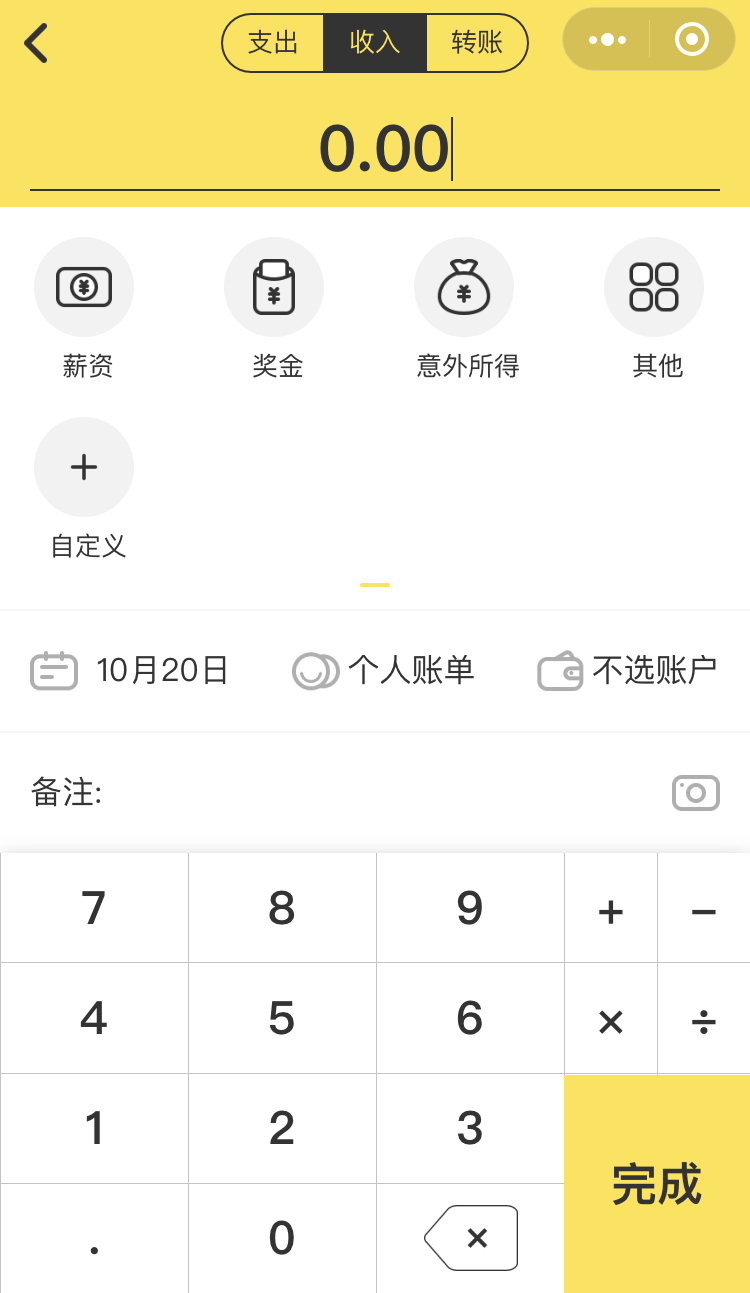 支出 收入 转账
0.00
薪资 奖金 意外所得 其他
自定义
10月20日 个人账单 不选账户
备注:
7 8 9 + −
4 5 6 × ÷
1 2 3
完成
. 0 ×